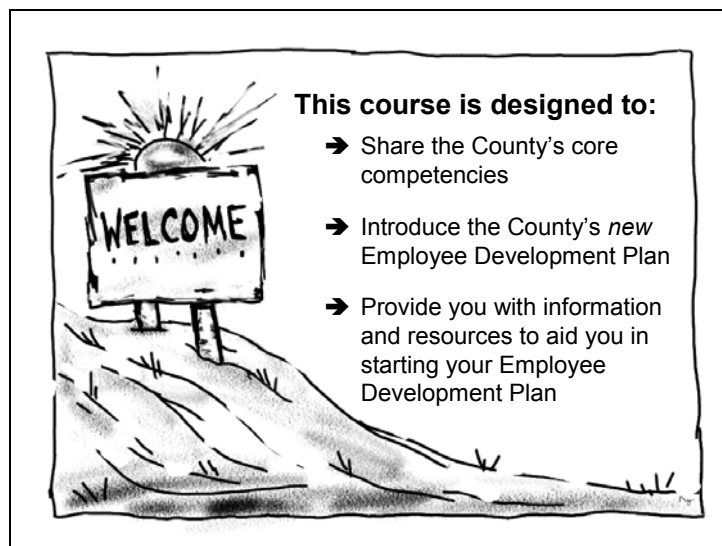 This course is designed to:
➔ Share the County's core
competencies
WELCOME
➔ Introduce the County's new
Employee Development Plan
➔ Provide you with information
and resources to aid you in
starting your Employee
Development Plan